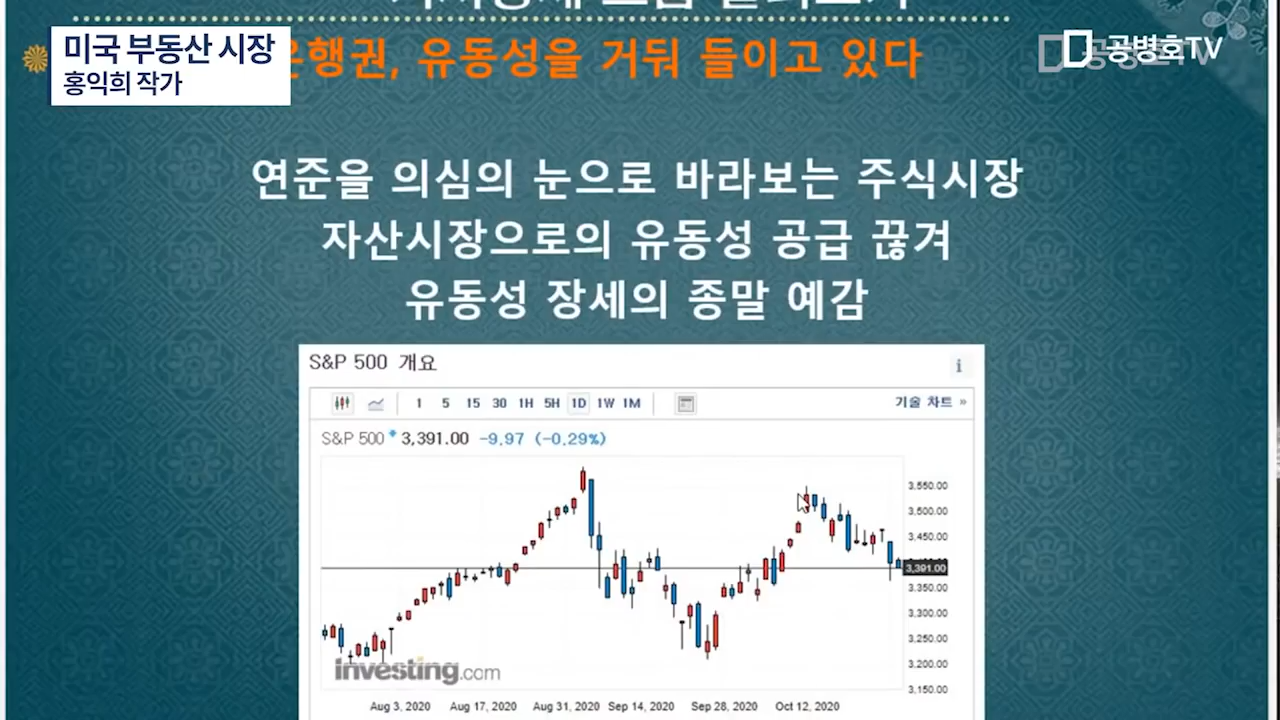 미국 부동산 시장
홍익희 작가
공병호TV
은행권, 유동성을 거둬 들이고 있다
연준을 의심의 눈으로 바라보는 주식시장
자산시장으로의 유동성 공급 끊겨
유동성 장세의 종말 예감
S&P 500 개요
i
1 5 15 30 1H 5H 1D 1W 1M
기술 차트 »
S&P 500 3,391.00 -9.97 (-0.29%)
3,550.00
3,500.00
3,450.00
3,391.00
3,350.00
3,300.00
3,250.00
3,200.00
3,150.00
investing.com
Aug 3, 2020 Aug 17, 2020 Aug 31, 2020 Sep 14, 2020 Sep 28, 2020 Oct 12, 2020